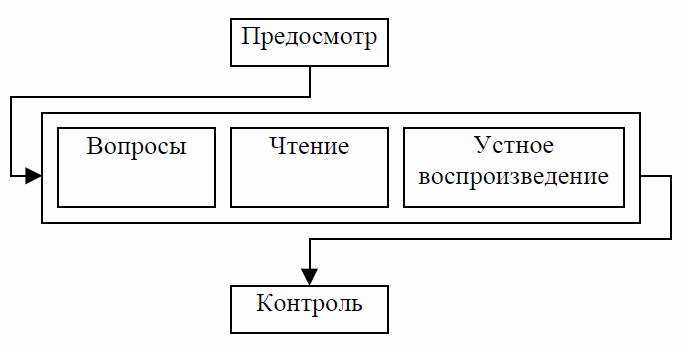 Предосмотр
Вопросы
Чтение
Устное
воспроизведение
Контроль